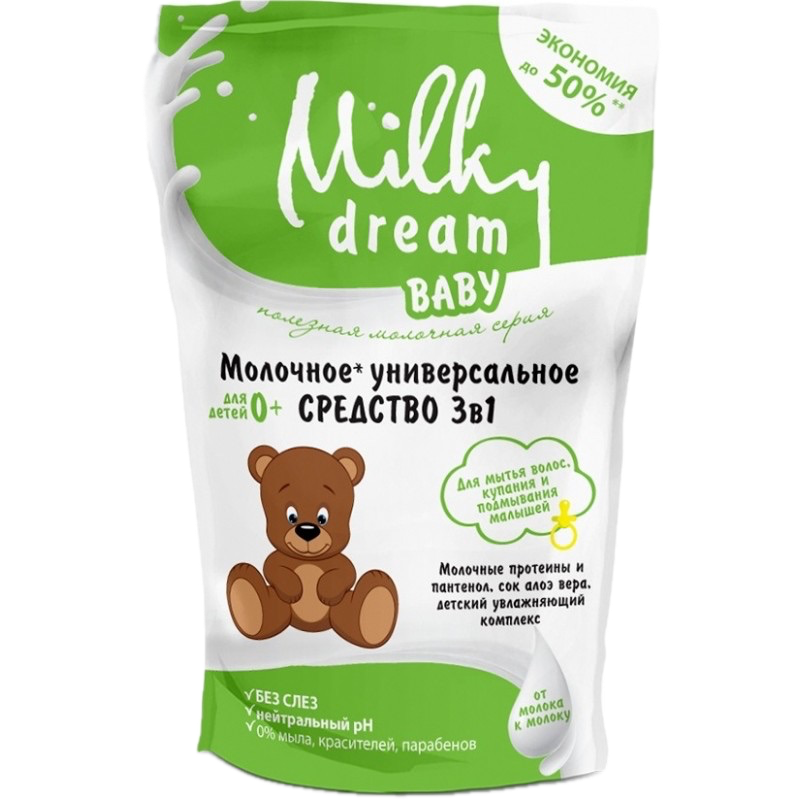 ЭКОНОМИЯ
до 50%**
Milky
dream
BABY
полезная молочная серия
Молочное* универсальное
для
детей 0+
СРЕДСТВО 3в1
Для мытья волос,
купания и
подмывания
малышей
Молочные протеины и
пантенол, сок алоэ вера,
детский увлажняющий
комплекс
√ БЕЗ СЛЕЗ
√ нейтральный pH
√ 0% мыла, красителей, парабенов
от
молока
к молоку